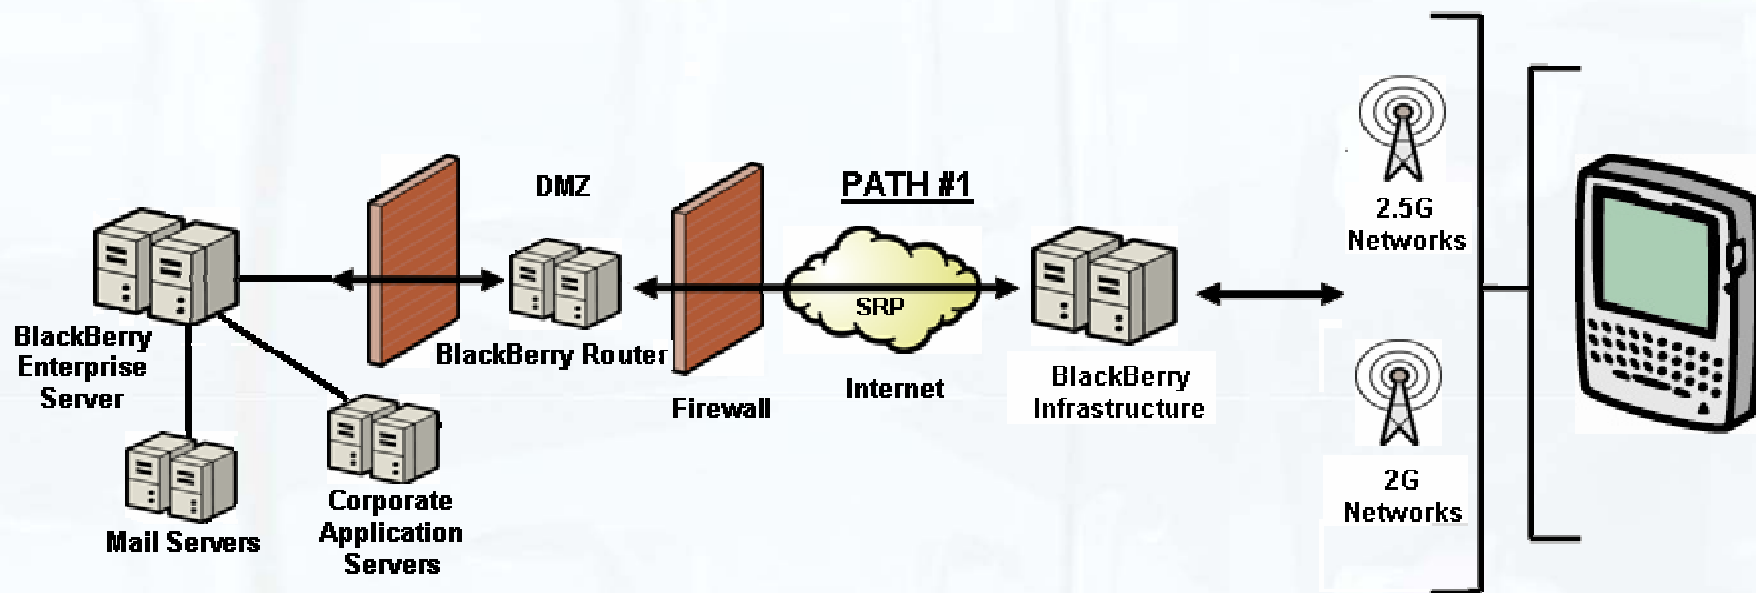 DMZ
PATH #1
2.5G
Networks
SRP
BlackBerry
Enterprise
Server
BlackBerry Router
Firewall
Internet
BlackBerry
Infrastructure
2G
Networks
Mail Servers
Corporate
Application
Servers